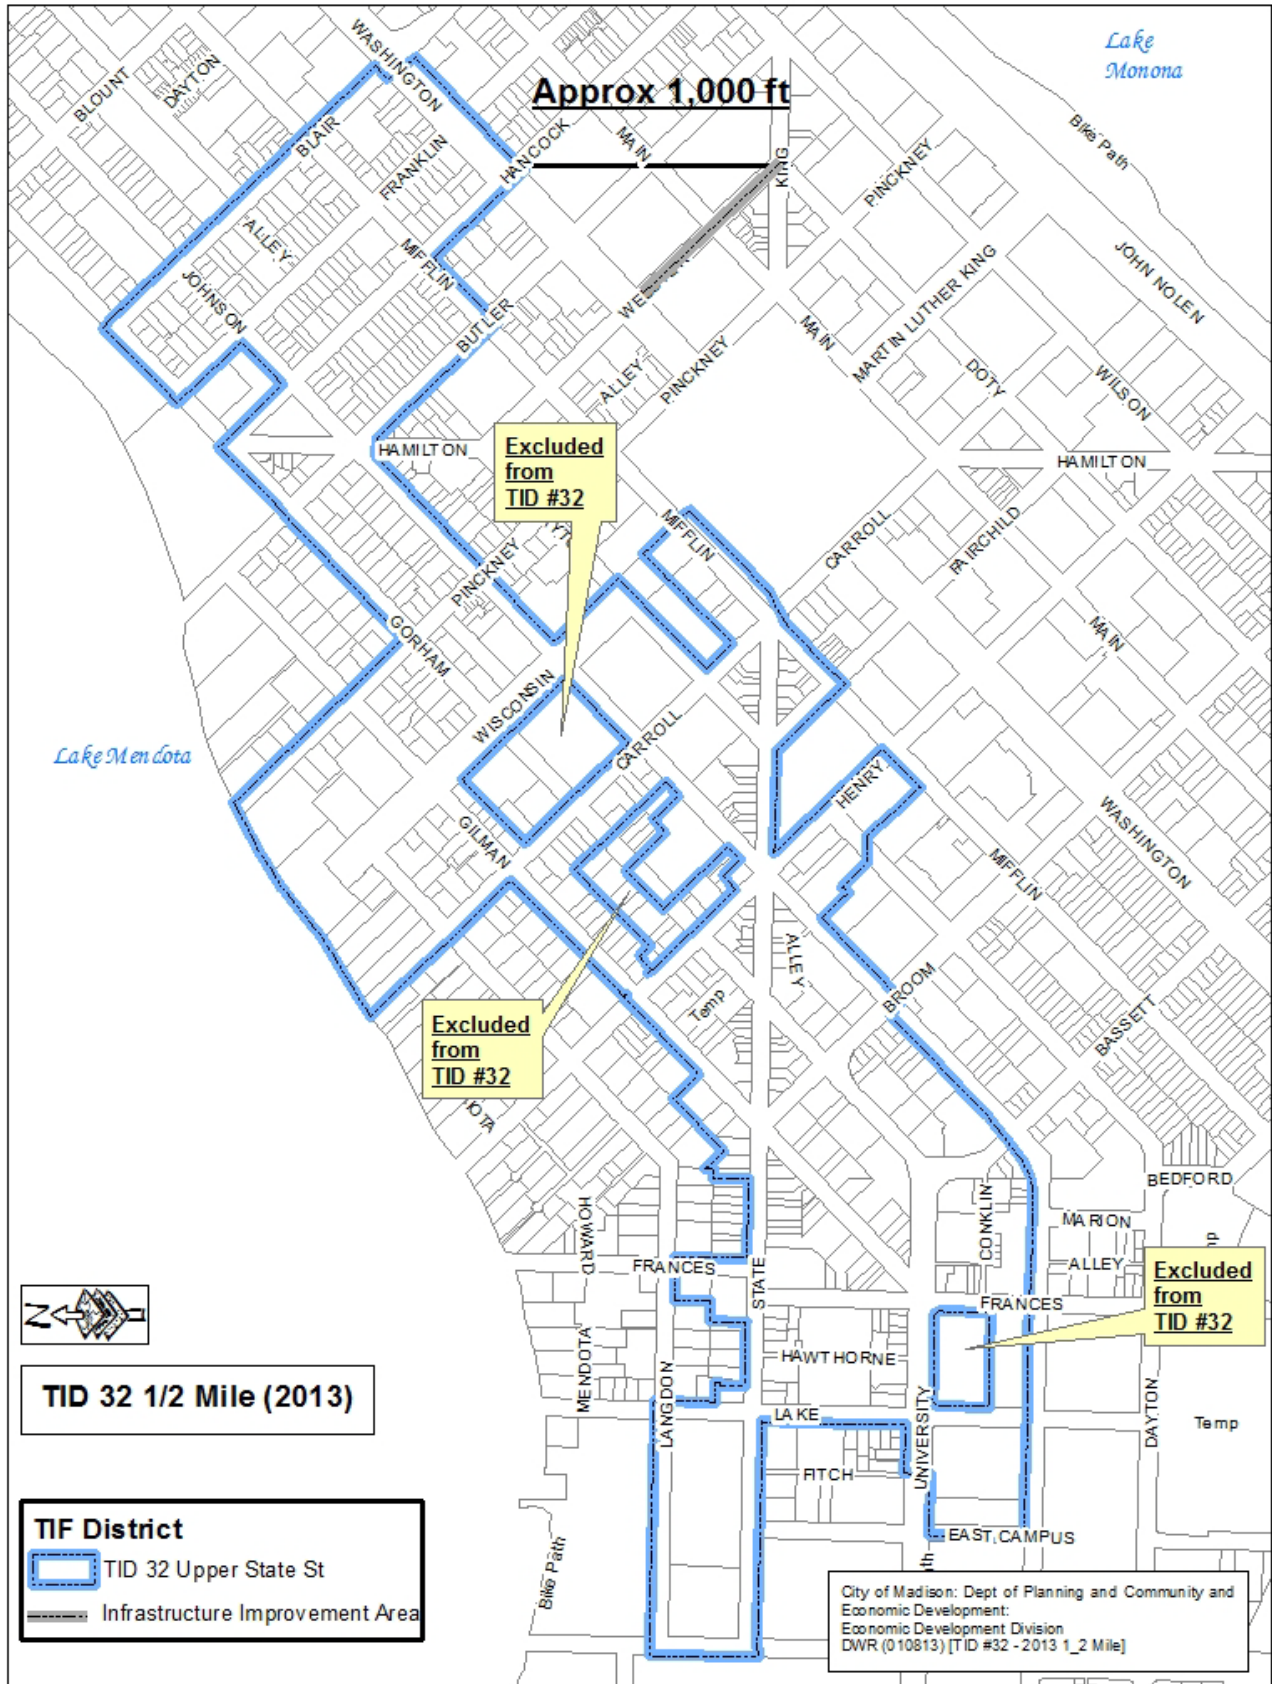 Lake
Monona
WASHINGTON
BLOUNT
DAYTON
Approx 1,000 ft
Bike Path
BLAIR
HANCOCK
MAIN
KING
PINCKNEY
FRANKLIN
ALLEY
MIFFLIN
JOHNSON
MARTIN LUTHER KING
JOHN NOLEN
BUTLER
MAIN
ALLEY
PINCKNEY
DOTY
WILSON
HAMILTON
Excluded
from
TID #32
HAMILTON
MIFFLIN
CARROLL
FAIRCHILD
PINCKNEY
GORHAM
MAIN
WISCONSIN
CARROLL
Lake Mendota
HENRY
GILMAN
WASHINGTON
MIFFLIN
ALLEY
BROOM
Temp
BASSETT
Excluded
from
TID #32
BEDFORD
HOWARD
CONKLIN
MARION
FRANCES
STATE
ALLEY
Excluded
from
TID #32
FRANCES
N
MENDOTA
HAWTHORNE
LANGDON
UNIVERSITY
DAYTON
TID 32 1/2 Mile (2013)
LAKE
Temp
FITCH
EAST CAMPUS
Bike Path
TIF District
TID 32 Upper State St
Infrastructure Improvement Area
City of Madison: Dept of Planning and Community and
Economic Development:
Economic Development Division
DWR (010813) [TID #32 - 2013 1_2 Mile]